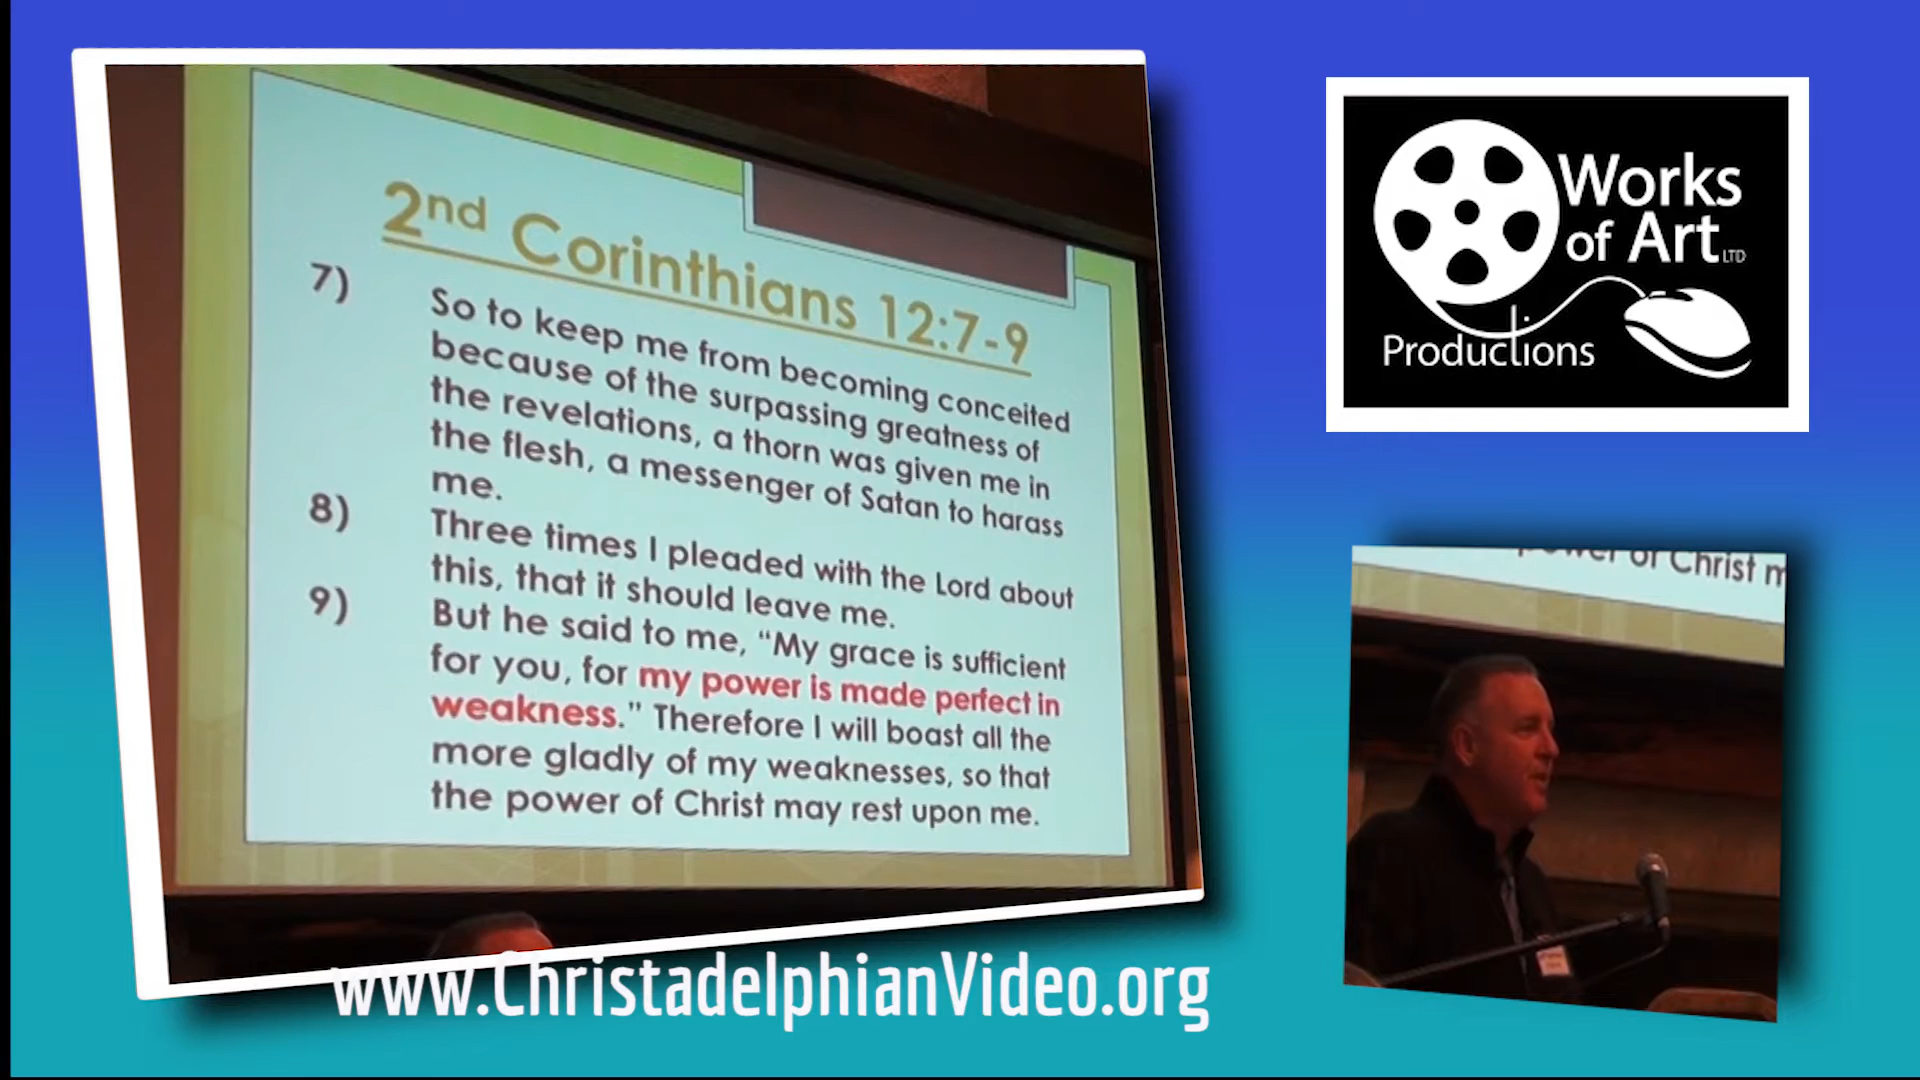 2nd Corinthians 12:7-9
7) So to keep me from becoming conceited
because of the surpassing greatness of
the revelations, a thorn was given me in
the flesh, a messenger of Satan to harass
me.
8) Three times I pleaded with the Lord about
this, that it should leave me.
9) But he said to me, “My grace is sufficient
for you, for my power is made perfect in
weakness.” Therefore I will boast all the
more gladly of my weaknesses, so that
the power of Christ may rest upon me.
www.ChristadelphianVideo.org
Works
of Art LTD
Productions
power of Christ m